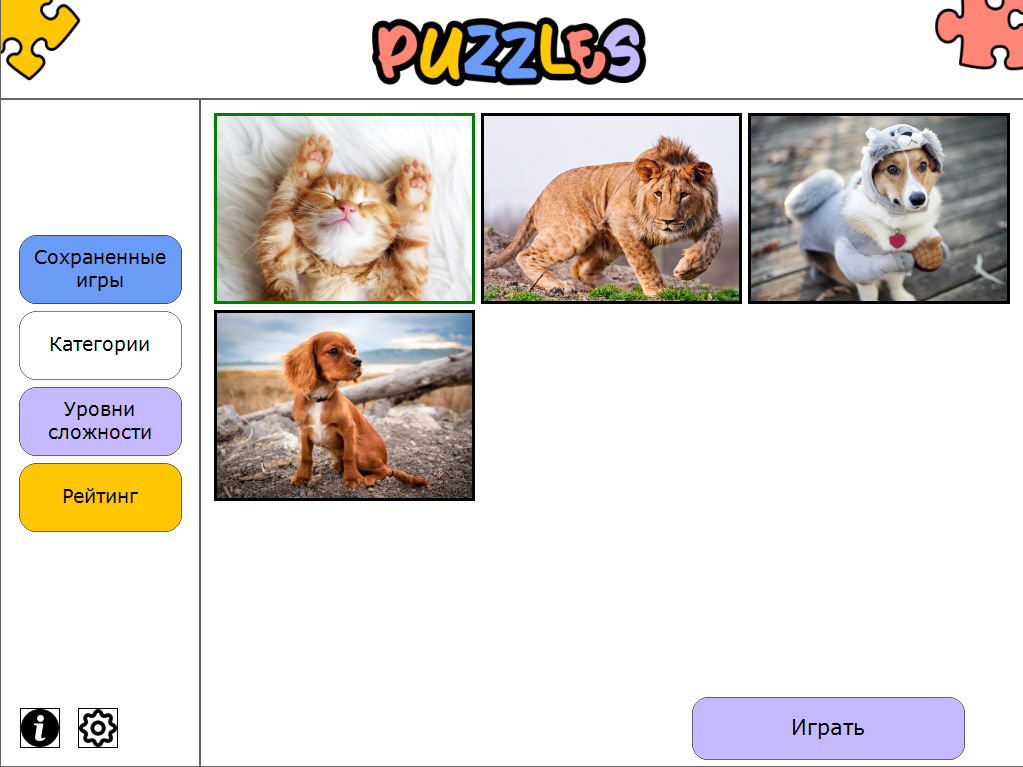 PUZZLES
Сохраненные
игры
Категории
Уровни
сложности
Рейтинг
i
Играть